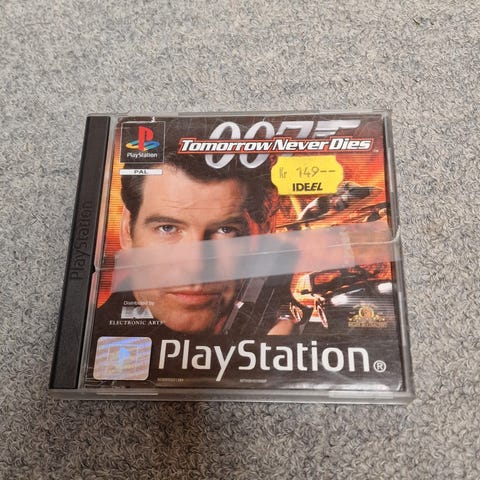 PlayStation
007
Tomorrow Never Dies
PAL
Kr 149--
IDEEL
PlayStation
Distributed by
ELECTRONIC ARTS
PlayStation®